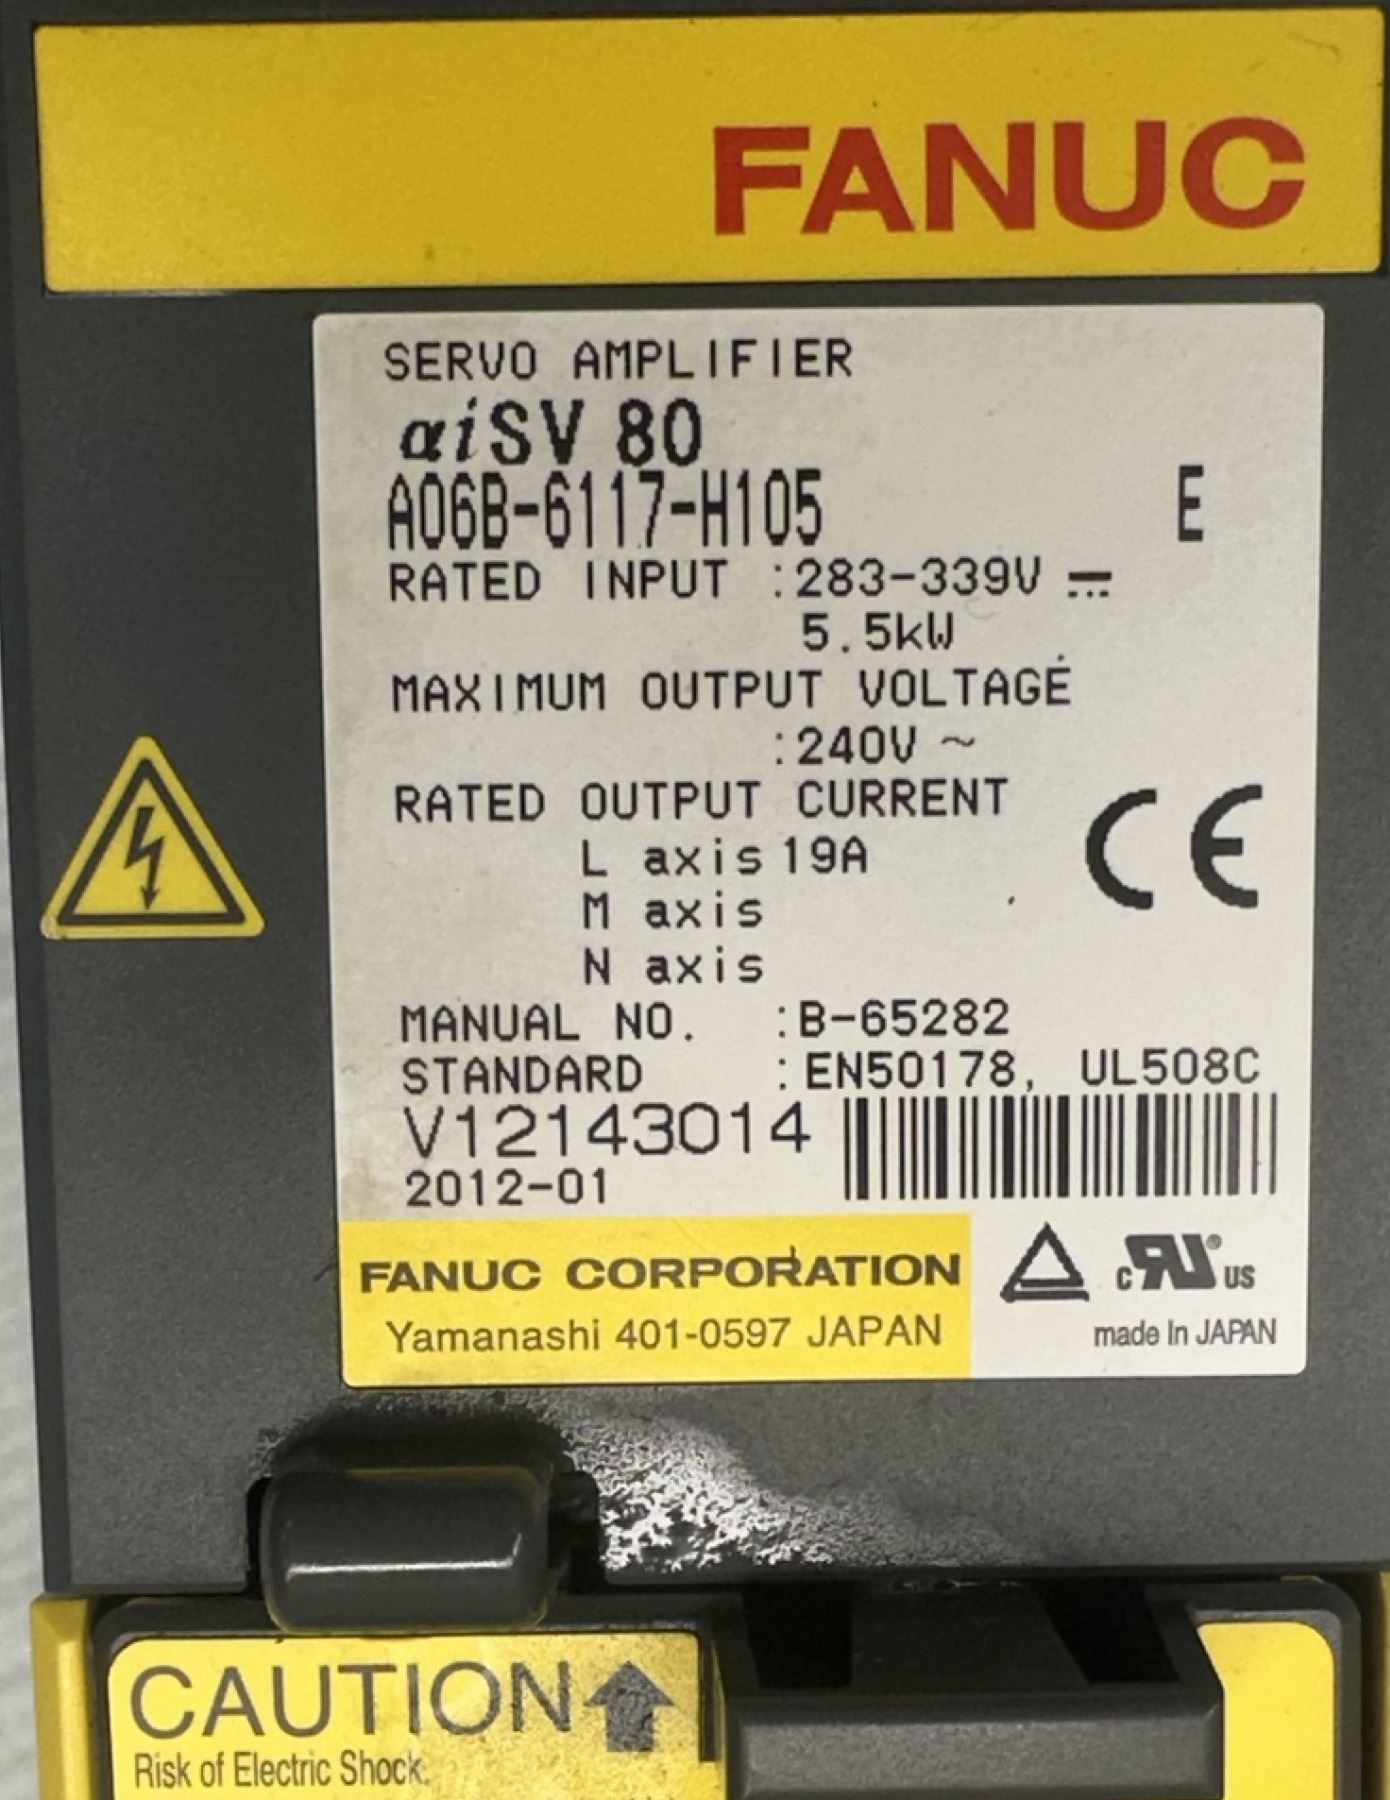 FANUC
SERVO AMPLIFIER
αiSV 80
A06B-6117-H105 E
RATED INPUT :283-339V ⎓
5.5kW
MAXIMUM OUTPUT VOLTAGE
:240V ~
RATED OUTPUT CURRENT
L axis 19A
M axis
N axis
CE
MANUAL NO. :B-65282
STANDARD :EN50178, UL508C
V12143014
2012-01
FANUC CORPORATION
Yamanashi 401-0597 JAPAN
c RU ® US
made in JAPAN
CAUTION
Risk of Electric Shock.